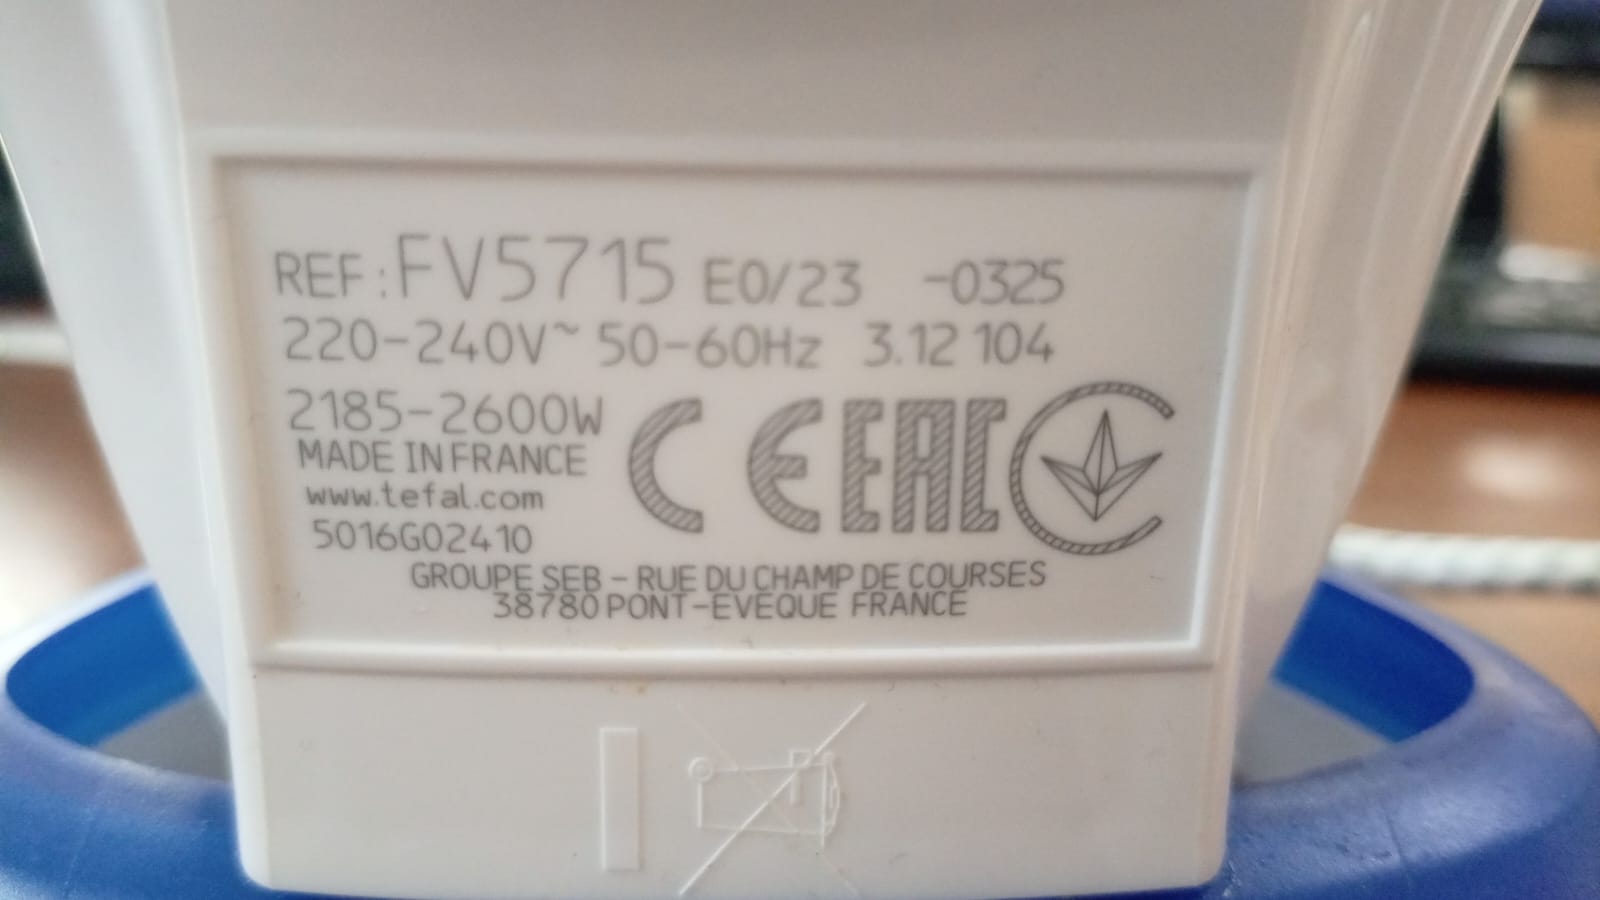 REF: FV5715 E0/23 -0325
220-240V~ 50-60Hz 3.12 104
2185-2600W
MADE IN FRANCE
www.tefal.com
5016G02410
CE EAC
GROUPE SEB - RUE DU CHAMP DE COURSES
38780 PONT-EVEQUE FRANCE